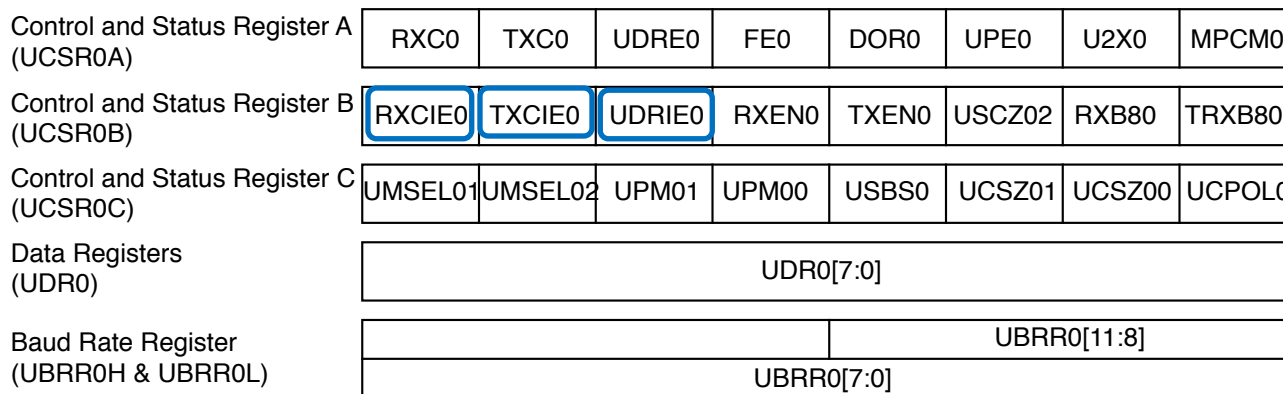 Control and Status Register A
(UCSR0A)
RXC0 TXC0 UDRE0 FE0 DOR0 UPE0 U2X0 MPCM0
Control and Status Register B
(UCSR0B)
RXCIE0 TXCIE0 UDRIE0 RXEN0 TXEN0 USCZ02 RXB80 TRXB80
Control and Status Register C
(UCSR0C)
UMSEL01 UMSEL02 UPM01 UPM00 USBS0 UCSZ01 UCSZ00 UCPOL0
Data Registers
(UDR0)
UDR0[7:0]
Baud Rate Register
(UBRR0H & UBRR0L)
UBRR0[11:8]
UBRR0[7:0]